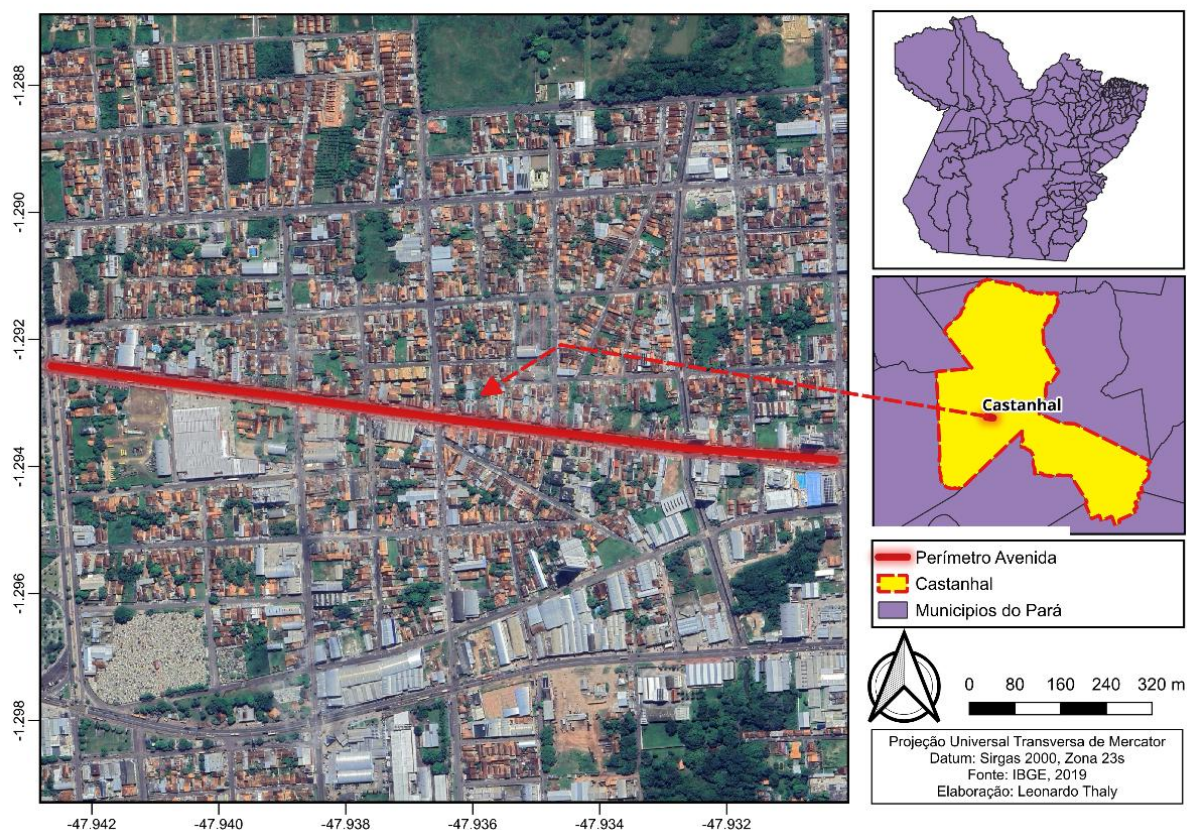 -1.288
-1.290
-1.292
-1.294
-1.296
-1.298
-47.942
-47.940
-47.938
-47.936
-47.934
-47.932
Castanhal
Perímetro Avenida
Castanhal
Municipios do Pará
0 80 160 240 320 m
Projeção Universal Transversa de Mercator
Datum: Sirgas 2000, Zona 23s
Fonte: IBGE, 2019
Elaboração: Leonardo Thaly